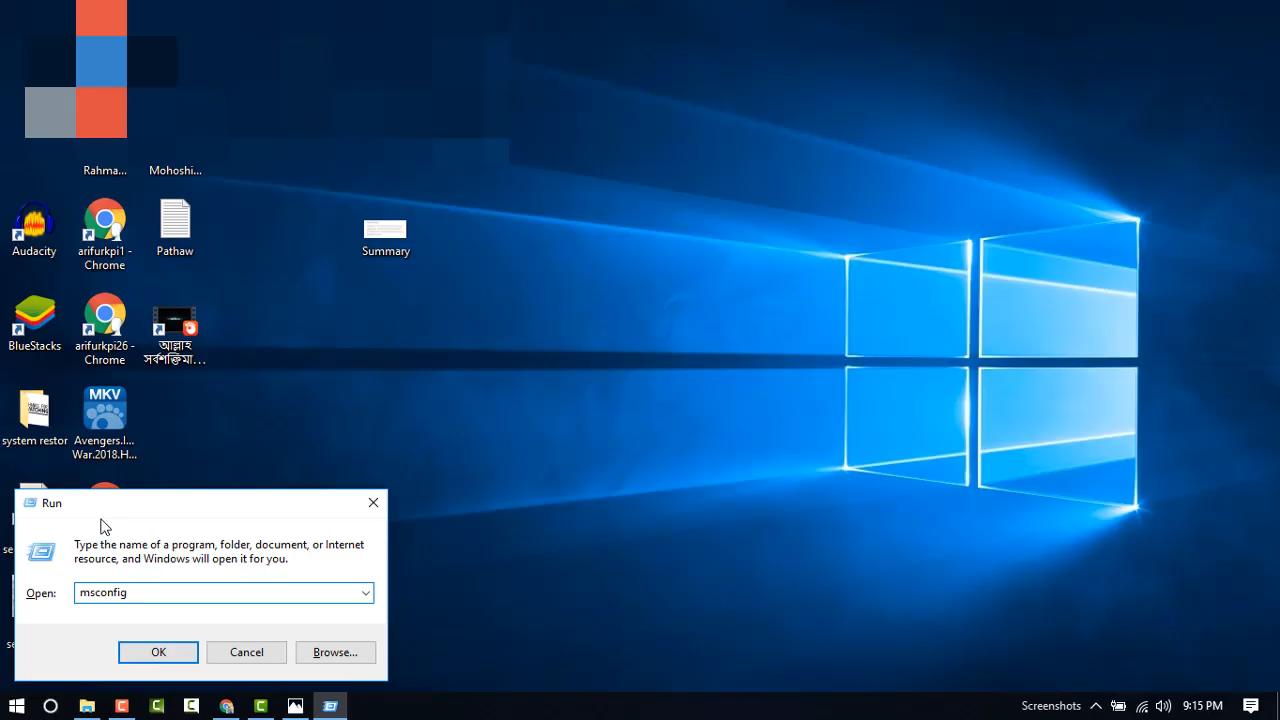 Rahma...
Mohoshi...
Audacity
arifurkpi1 -
Chrome
Pathaw
Summary
BlueStacks
arifurkpi26 -
Chrome
আল্লাহ
সর্বশক্তিমা...
system restor
MKV
Avengers.I...
War.2018.H...
Run
Type the name of a program, folder, document, or Internet
resource, and Windows will open it for you.
Open:
msconfig
OK
Cancel
Browse...
Screenshots
9:15 PM